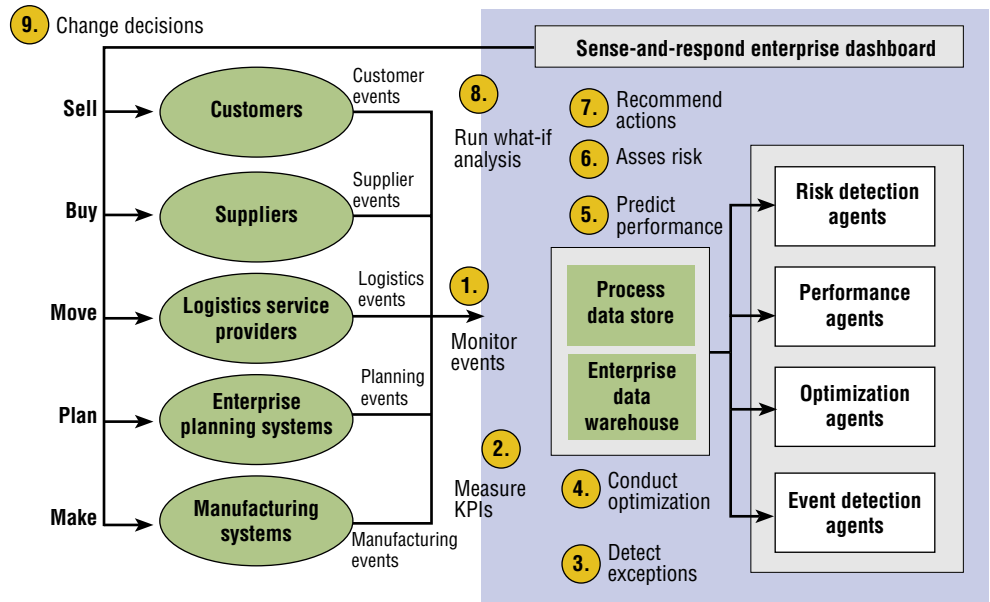 9. Change decisions
Sense-and-respond enterprise dashboard
Sell
Customers
Customer
events
8.
Run what-if
analysis
7. Recommend
actions
6. Asses risk
5. Predict
performance
Buy
Suppliers
Supplier
events
Move
Logistics service
providers
Logistics
events
1.
Monitor
events
Plan
Enterprise
planning systems
Planning
events
2.
Measure
KPIs
Make
Manufacturing
systems
Manufacturing
events
Process
data store
Enterprise
data
warehouse
4. Conduct
optimization
3. Detect
exceptions
Risk detection
agents
Performance
agents
Optimization
agents
Event detection
agents